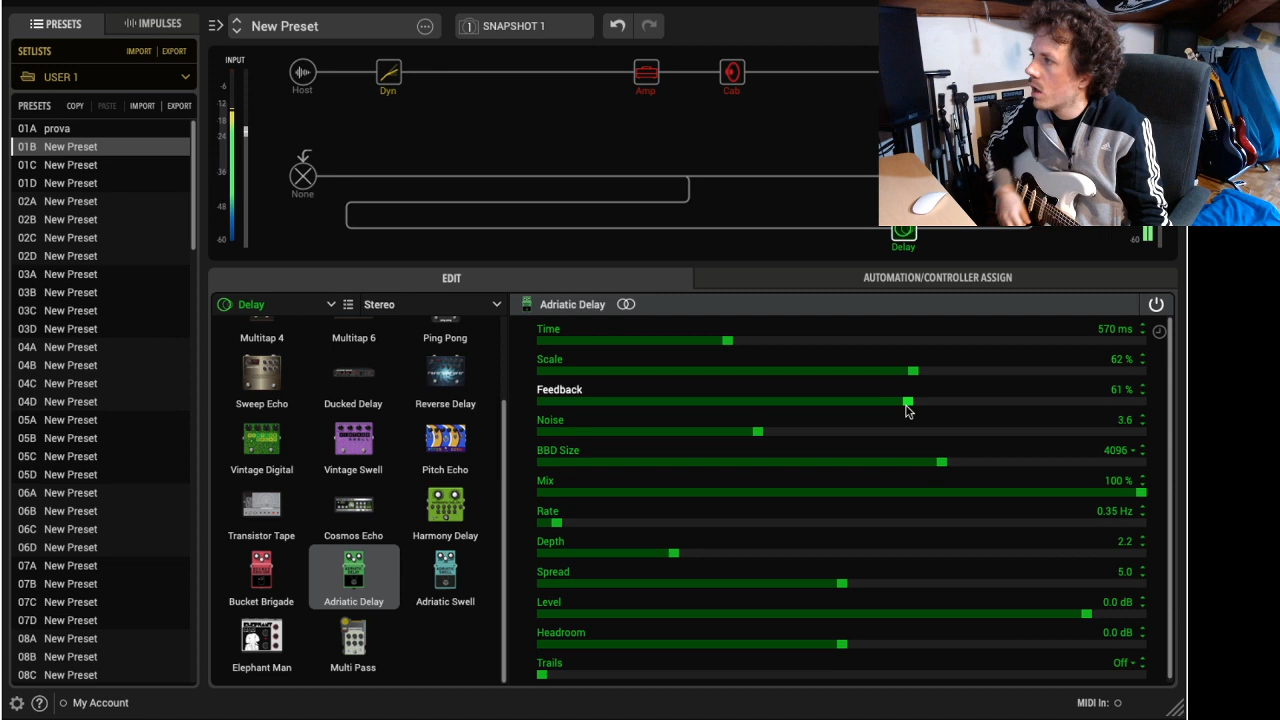 PRESETS
IMPULSES
SETLISTS
IMPORT
EXPORT
USER 1
PRESETS
COPY
PASTE
IMPORT
EXPORT
01A prova
01B New Preset
01C New Preset
01D New Preset
02A New Preset
02B New Preset
02C New Preset
02D New Preset
03A New Preset
03B New Preset
03C New Preset
03D New Preset
04A New Preset
04B New Preset
04C New Preset
04D New Preset
05A New Preset
05B New Preset
05C New Preset
05D New Preset
06A New Preset
06B New Preset
06C New Preset
06D New Preset
07A New Preset
07B New Preset
07C New Preset
07D New Preset
08A New Preset
08B New Preset
08C New Preset
My Account
New Preset
1 SNAPSHOT 1
INPUT
-6
-12
-18
-24
-36
-48
-60
Host
Dyn
Amp
Cab
None
Delay
-60
EDIT
AUTOMATION/CONTROLLER ASSIGN
Delay
Stereo
Multitap 4
Multitap 6
Ping Pong
Sweep Echo
Ducked Delay
Reverse Delay
Vintage Digital
Vintage Swell
Pitch Echo
Transistor Tape
Cosmos Echo
Harmony Delay
Bucket Brigade
Adriatic Delay
Adriatic Swell
Elephant Man
Multi Pass
Adriatic Delay
Time 570 ms
Scale 62 %
Feedback 61 %
Noise 3.6
BBD Size 4096
Mix 100 %
Rate 0.35 Hz
Depth 2.2
Spread 5.0
Level 0.0 dB
Headroom 0.0 dB
Trails Off
MIDI In: